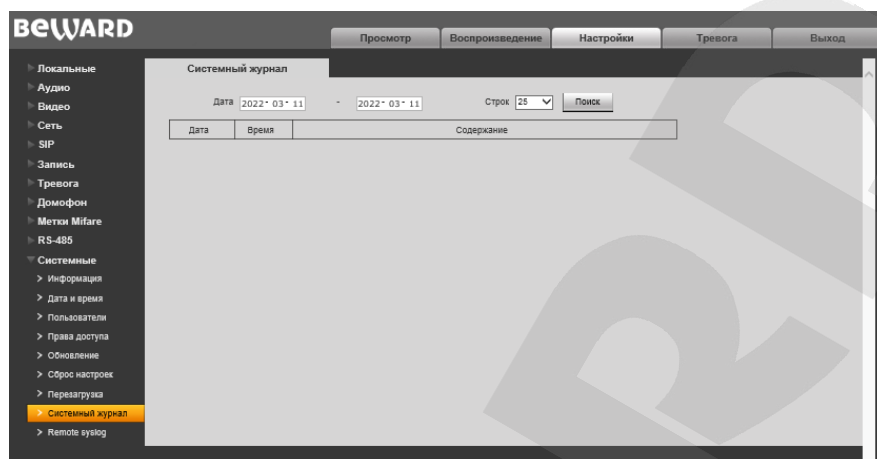 BEWARD
Просмотр Воспроизведение Настройки Тревога Выход
Локальные
Аудио
Видео
Сеть
SIP
Запись
Тревога
Домофон
Метки Mifare
RS-485
Системные
Информация
Дата и время
Пользователи
Права доступа
Обновление
Сброс настроек
Перезагрузка
Системный журнал
Remote syslog
Системный журнал
Дата 2022- 03- 11 - 2022- 03- 11 Строк 25 Поиск
Дата Время Содержание